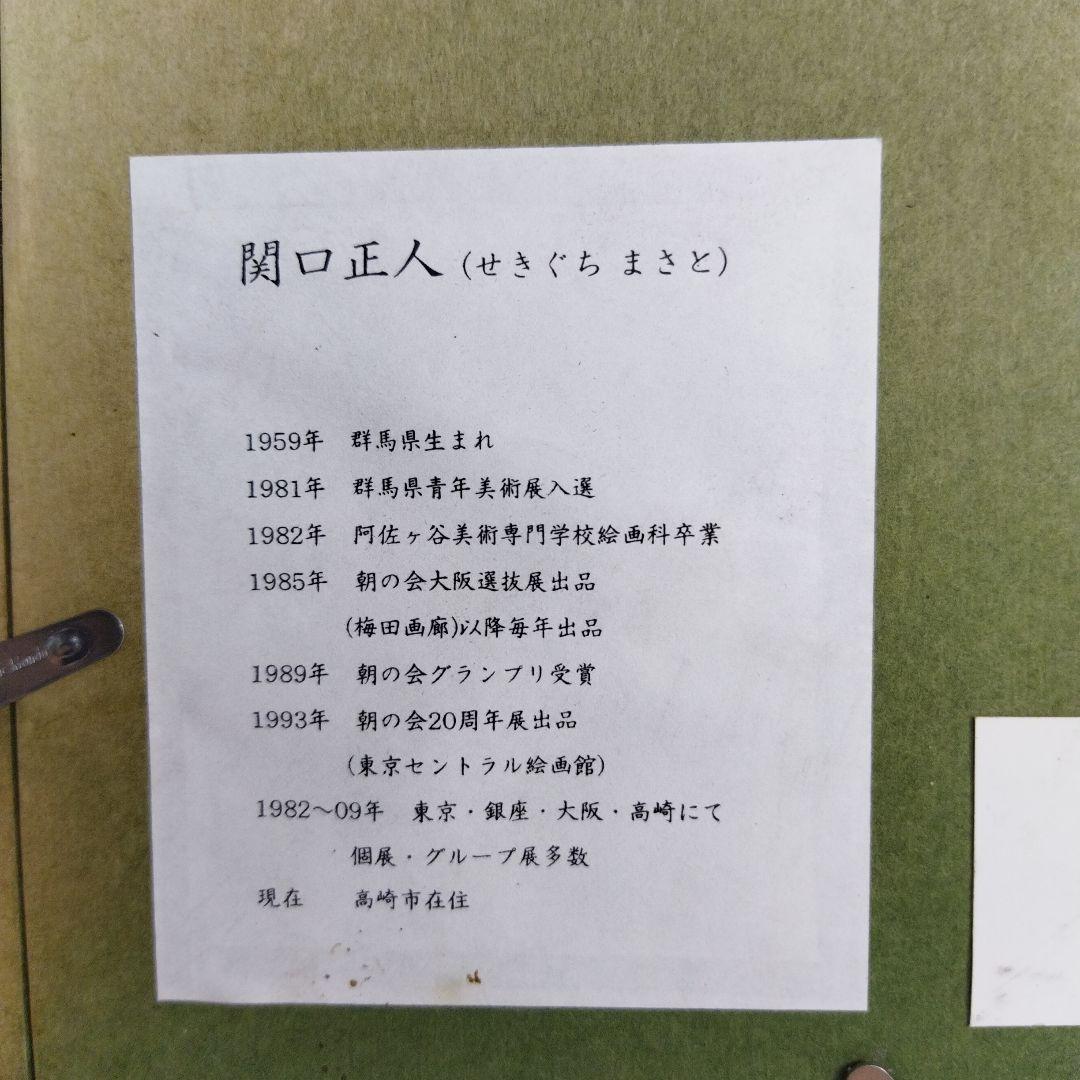 関口正人 (せきぐち まさと)
1959年 群馬県生まれ
1981年 群馬県青年美術展入選
1982年 阿佐ヶ谷美術専門学校絵画科卒業
1985年 朝の会大阪選抜展出品
(梅田画廊)以降毎年出品
1989年 朝の会グランプリ受賞
1993年 朝の会20周年展出品
(東京セントラル絵画館)
1982～09年 東京・銀座・大阪・高崎にて
個展・グループ展多数
現在 高崎市在住